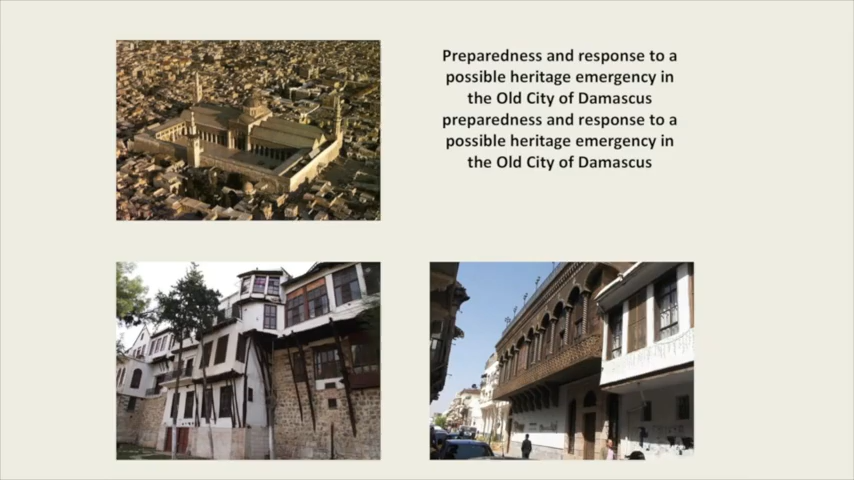 Preparedness and response to a
possible heritage emergency in
the Old City of Damascus
preparedness and response to a
possible heritage emergency in
the Old City of Damascus